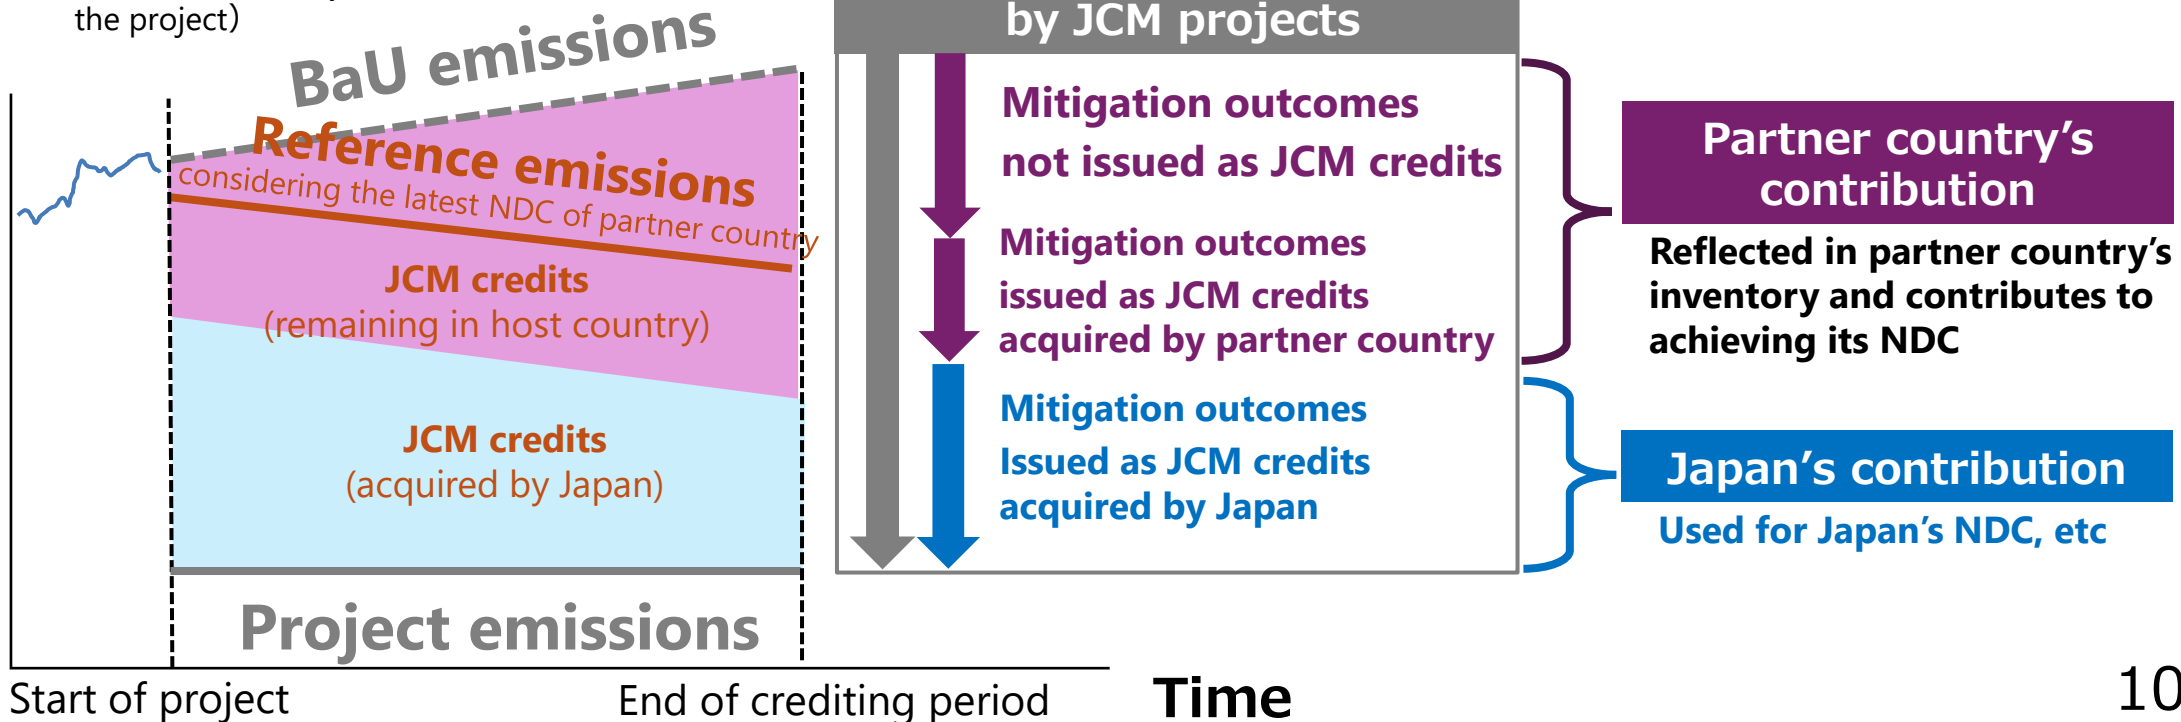 the project）
BaU emissions
Reference emissions
considering the latest NDC of partner country
JCM credits
(remaining in host country)
JCM credits
(acquired by Japan)
Project emissions
Start of project
End of crediting period
Time
by JCM projects
Mitigation outcomes
not issued as JCM credits
Mitigation outcomes
issued as JCM credits
acquired by partner country
Mitigation outcomes
Issued as JCM credits
acquired by Japan
Partner country’s
contribution
Reflected in partner country’s
inventory and contributes to
achieving its NDC
Japan’s contribution
Used for Japan’s NDC, etc
10